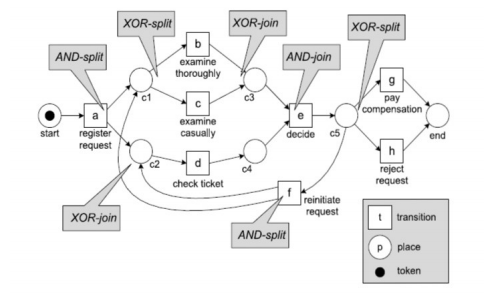 XOR-split
XOR-join
XOR-split
AND-split
b
AND-join
examine
thoroughly
g
pay
compensation
c1
c3
a
c
e
start
register
request
examine
casually
decide
c5
end
c2
d
c4
h
check ticket
reject
request
f
reinitiate
request
XOR-join
AND-split
t
transition
p
place
token